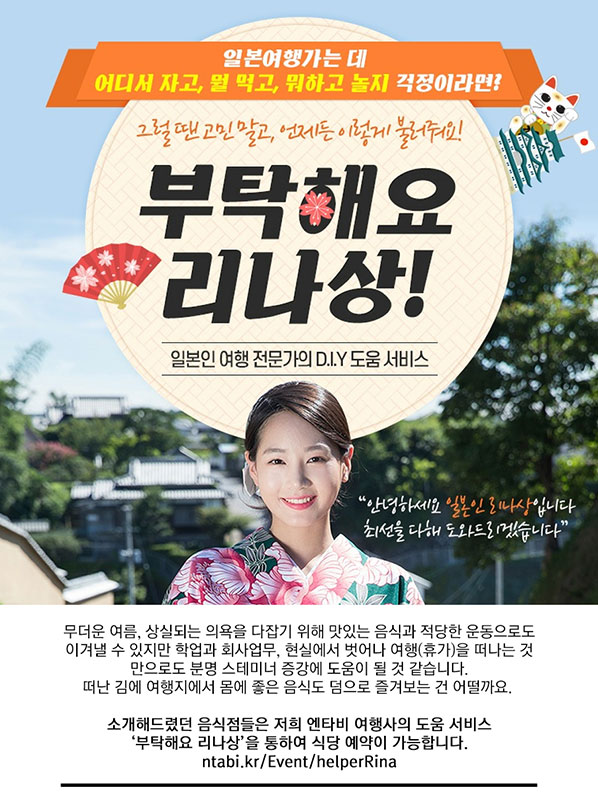 일본여행가는 데
어디서 자고, 뭘 먹고, 뭐하고 놀지 걱정이라면?
그럴 땐 고민 말고, 언제든 이렇게 불러줘요!
부탁해요
리나상!
일본인 여행 전문가의 D.I.Y 도움 서비스
“안녕하세요 일본인 리나상입니다
최선을 다해 도와드리겠습니다”
무더운 여름, 상실되는 의욕을 다잡기 위해 맛있는 음식과 적당한 운동으로도
이겨낼 수 있지만 학업과 회사업무, 현실에서 벗어나 여행(휴가)을 떠나는 것
만으로도 분명 스테미너 증강에 도움이 될 것 같습니다.
떠난 김에 여행지에서 몸에 좋은 음식도 덤으로 즐겨보는 건 어떨까요.
소개해드렸던 음식점들은 저희 엔타비 여행사의 도움 서비스
‘부탁해요 리나상’을 통하여 식당 예약이 가능합니다.
ntabi.kr/Event/helperRina